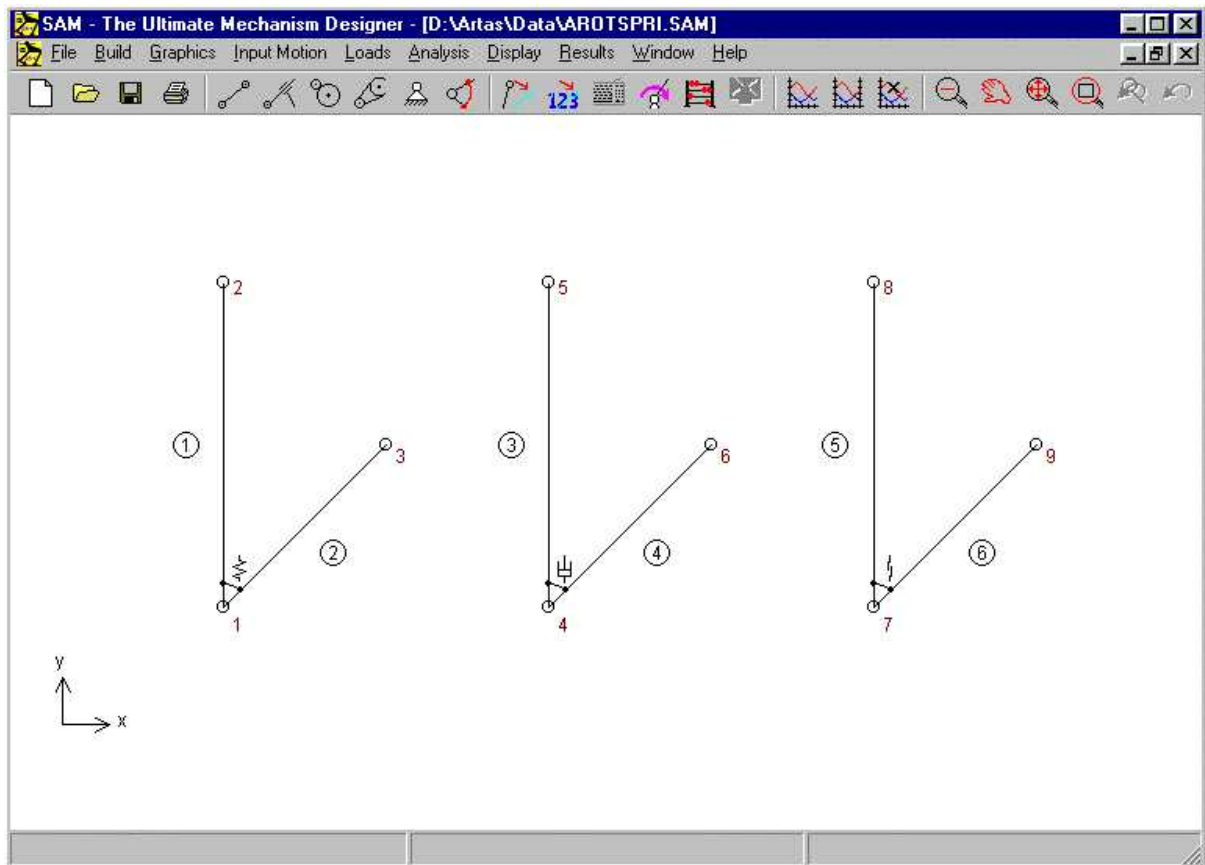 SAM - The Ultimate Mechanism Designer - [D:\Artas\Data\AROTSPRI.SAM]
File Build Graphics Input Motion Loads Analysis Display Results Window Help
123
2 5 8
1 3 3 6 5 9
2 4 6
1 4 7
y
x